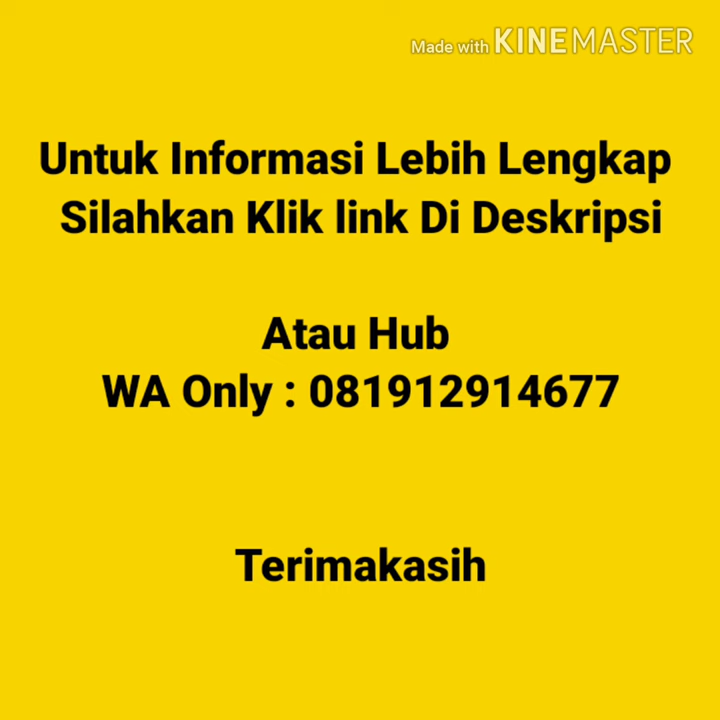 Made with KINEMASTER
Untuk Informasi Lebih Lengkap
Silahkan Klik link Di Deskripsi
Atau Hub
WA Only : 081912914677
Terimakasih